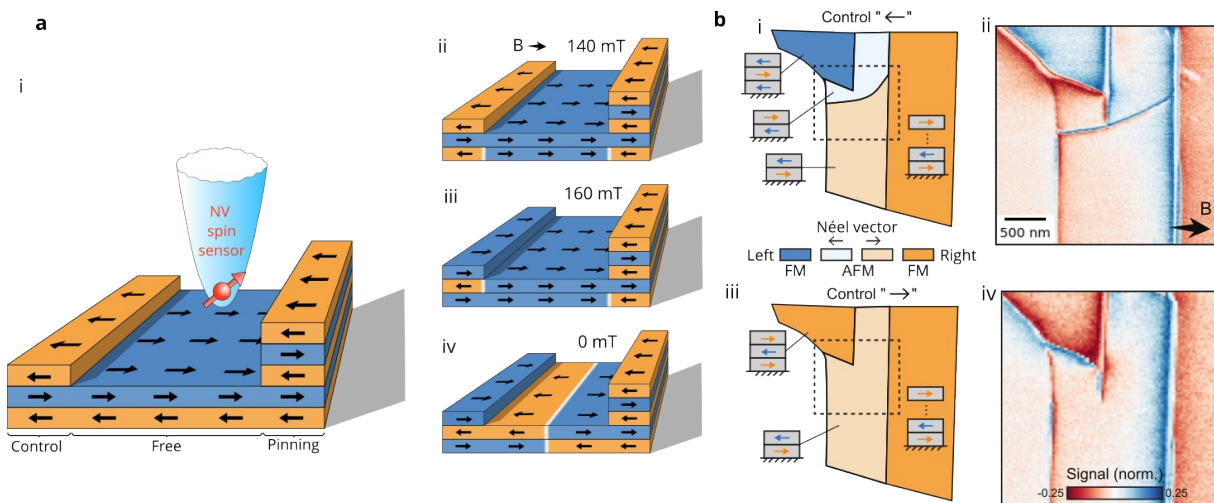 a
i
NV
spin
sensor
Control
Free
Pinning
ii
B
140 mT
iii
160 mT
iv
0 mT
b
Control "←"
i
ii
B
500 nm
Néel vector
← →
Left Right
FM AFM FM
iii
Control "→"
iv
Signal (norm.)
-0.25 0.25